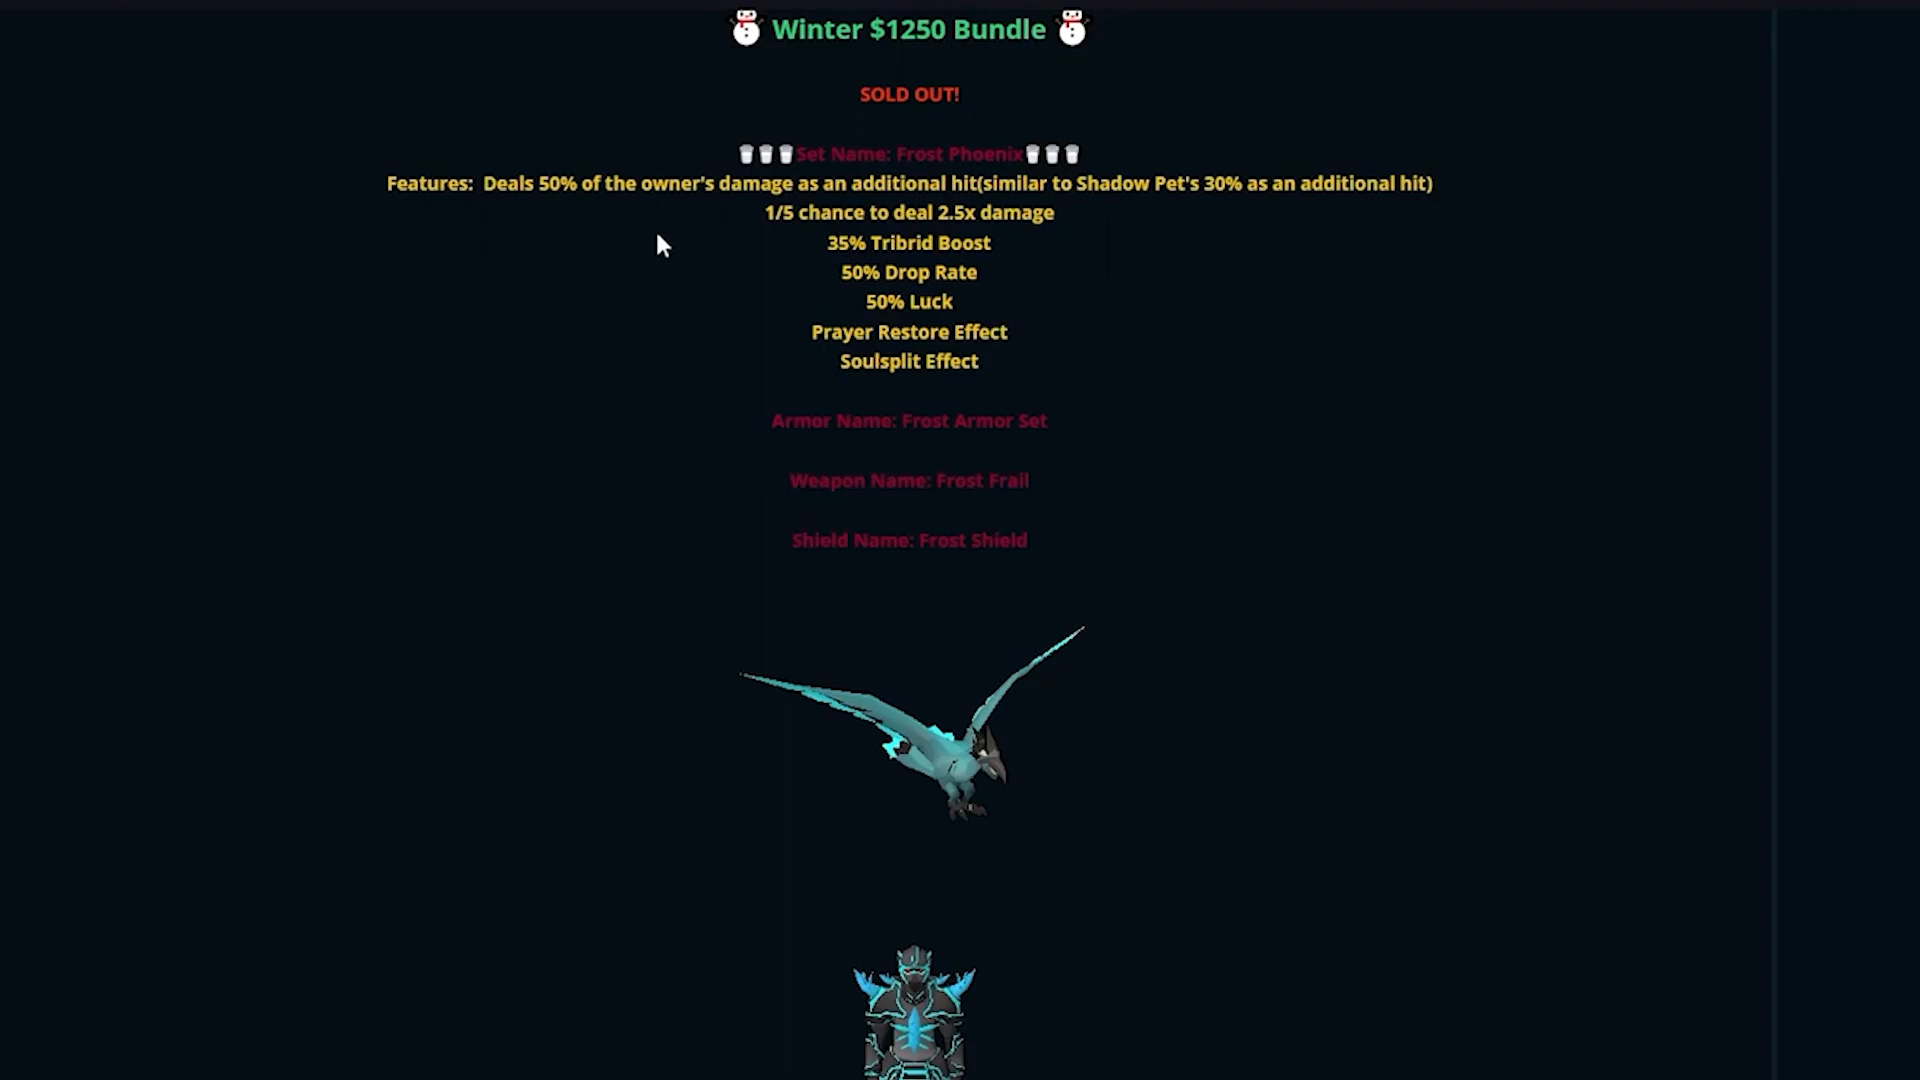 Winter $1250 Bundle
SOLD OUT!
Set Name: Frost Phoenix
Features:  Deals 50% of the owner's damage as an additional hit(similar to Shadow Pet's 30% as an additional hit)
1/5 chance to deal 2.5x damage
35% Tribrid Boost
50% Drop Rate
50% Luck
Prayer Restore Effect
Soulsplit Effect
Armor Name: Frost Armor Set
Weapon Name: Frost Frail
Shield Name: Frost Shield